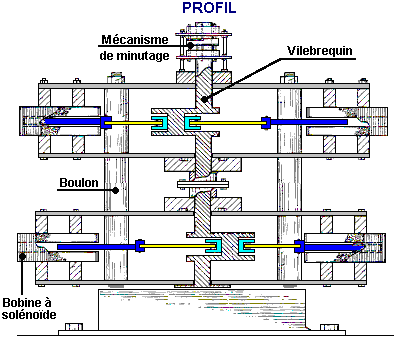 PROFIL
Mécanisme
de minutage
Vilebrequin
Boulon
Bobine à
solénoïde